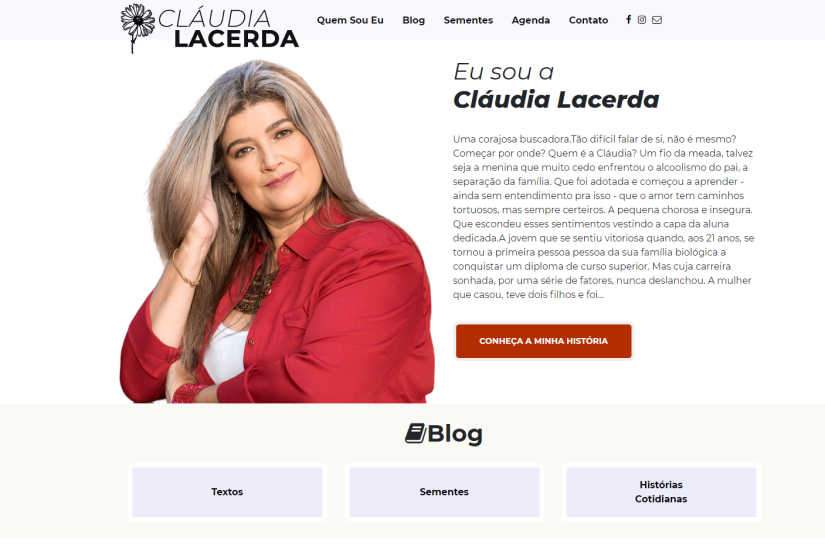 CLÁUDIA
LACERDA
Quem Sou Eu Blog Sementes Agenda Contato
Eu sou a
Cláudia Lacerda
Uma corajosa buscadora.Tão difícil falar de si, não é mesmo?
Começar por onde? Quem é a Cláudia? Um fio da meada, talvez
seja a menina que muito cedo enfrentou o alcoolismo do pai, a
separação da família. Que foi adotada e começou a aprender -
ainda sem entendimento pra isso - que o amor tem caminhos
tortuosos, mas sempre certeiros. A pequena chorosa e insegura.
Que escondeu esses sentimentos vestindo a capa da aluna
dedicada.A jovem que se sentiu vitoriosa quando, aos 21 anos, se
tornou a primeira pessoa pessoa da sua família biológica a
conquistar um diploma de curso superior. Mas cuja carreira
sonhada, por uma série de fatores, nunca deslanchou. A mulher
que casou, teve dois filhos e foi...
CONHEÇA A MINHA HISTÓRIA
Blog
Textos
Sementes
Histórias
Cotidianas